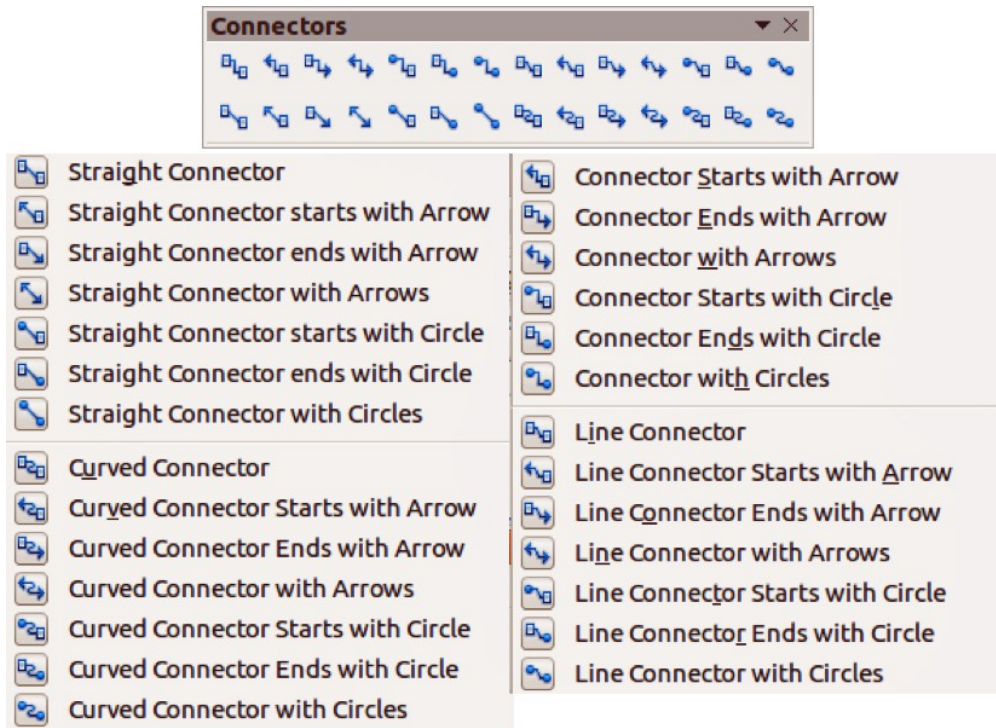 Connectors
Straight Connector
Straight Connector starts with Arrow
Straight Connector ends with Arrow
Straight Connector with Arrows
Straight Connector starts with Circle
Straight Connector ends with Circle
Straight Connector with Circles
Curved Connector
Curved Connector Starts with Arrow
Curved Connector Ends with Arrow
Curved Connector with Arrows
Curved Connector Starts with Circle
Curved Connector Ends with Circle
Curved Connector with Circles
Connector Starts with Arrow
Connector Ends with Arrow
Connector with Arrows
Connector Starts with Circle
Connector Ends with Circle
Connector with Circles
Line Connector
Line Connector Starts with Arrow
Line Connector Ends with Arrow
Line Connector with Arrows
Line Connector Starts with Circle
Line Connector Ends with Circle
Line Connector with Circles